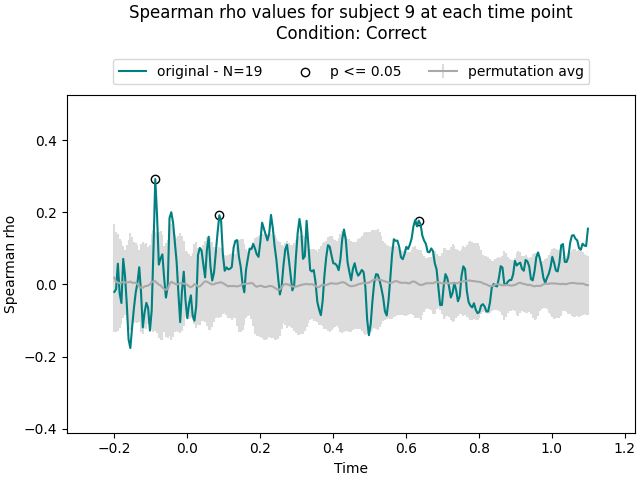 Spearman rho values for subject 9 at each time point
Condition: Correct
original - N=19
p <= 0.05
permutation avg
Spearman rho
0.4
0.2
0.0
−0.2
−0.4
−0.2
0.0
0.2
0.4
0.6
0.8
1.0
1.2
Time